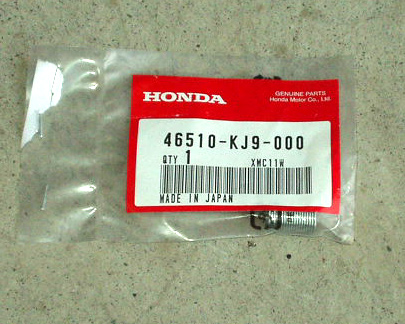 HONDA
GENUINE PARTS
Honda Motor Co., Ltd.
46510-KJ9-000
QTY 1 XMC11W
MADE IN JAPAN